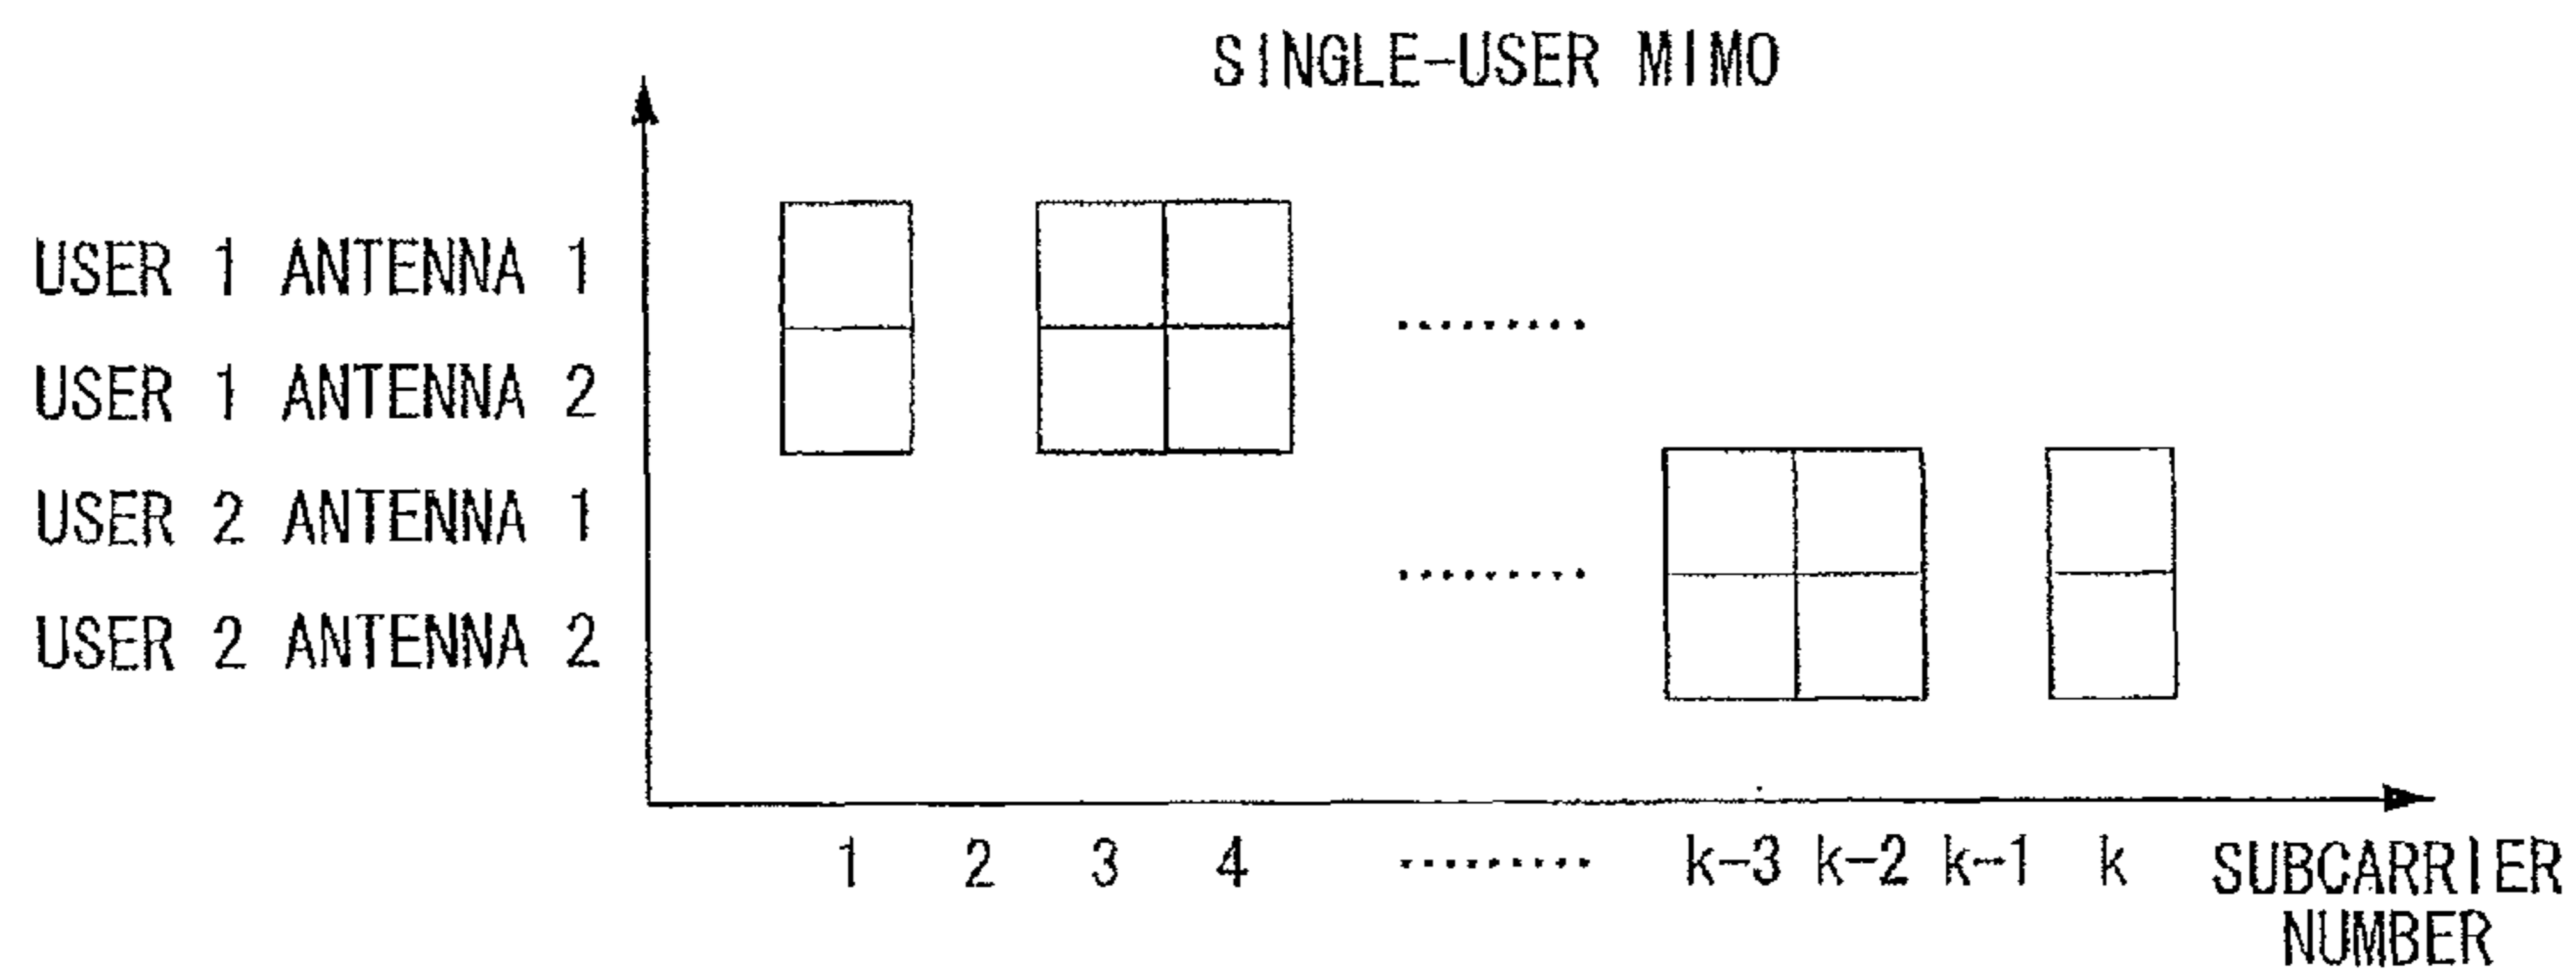 SINGLE-USER MIMO
USER 1 ANTENNA 1
USER 1 ANTENNA 2
USER 2 ANTENNA 1
USER 2 ANTENNA 2
1 2 3 4 ......... k-3 k-2 k-1 k SUBCARRIER
NUMBER